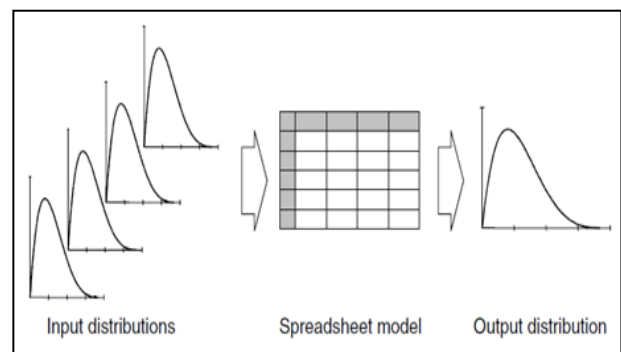 Input distributions
Spreadsheet model
Output distribution